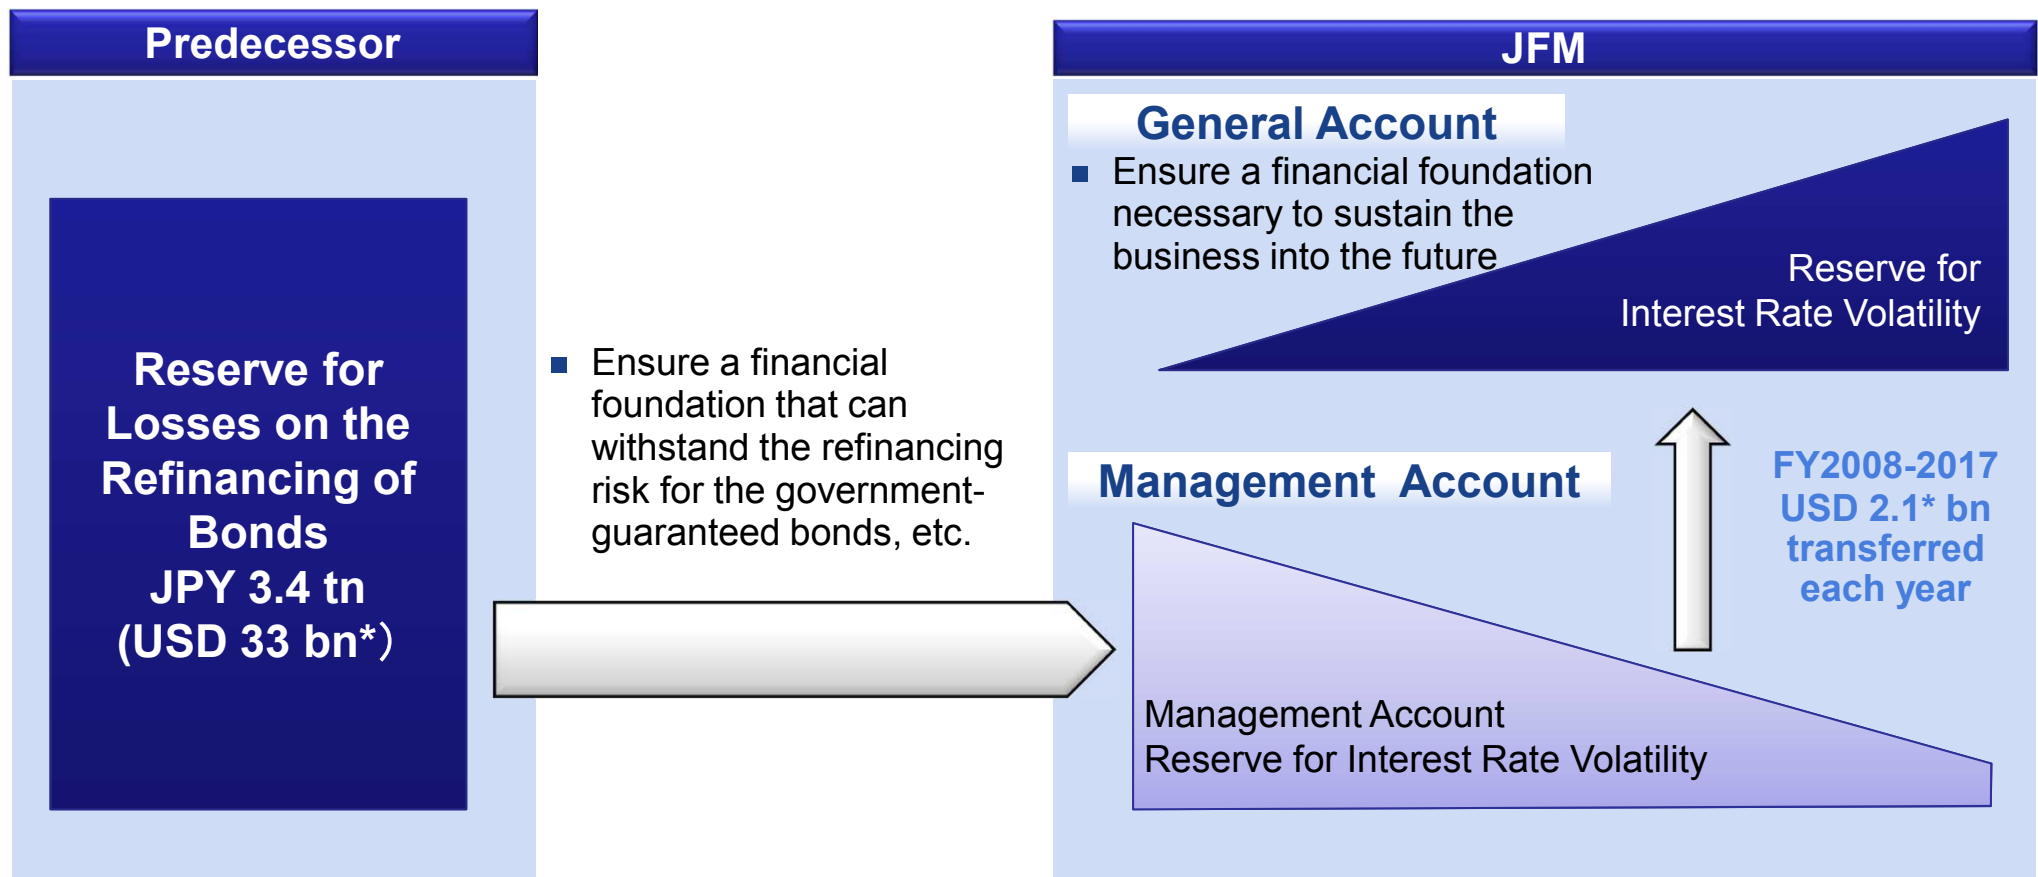 Predecessor
Reserve for
Losses on the
Refinancing of
Bonds
JPY 3.4 tn
(USD 33 bn*）
■ Ensure a financial
foundation that can
withstand the refinancing
risk for the government-
guaranteed bonds, etc.
JFM
General Account
■ Ensure a financial foundation
necessary to sustain the
business into the future
Reserve for
Interest Rate Volatility
Management Account
FY2008-2017
USD 2.1* bn
transferred
each year
Management Account
Reserve for Interest Rate Volatility